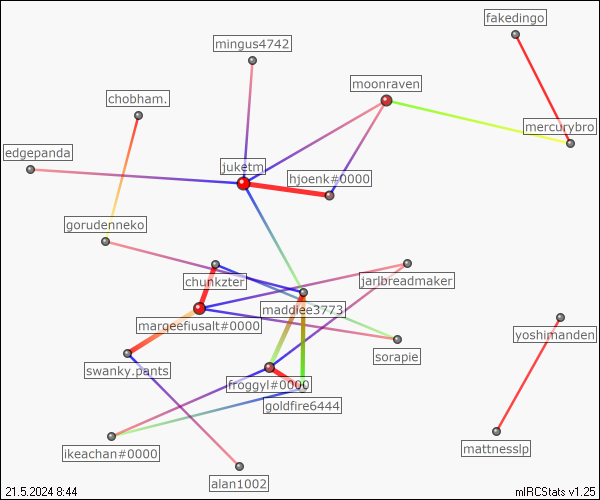 fakedingo
mingus4742
moonraven
chobham.
mercurybro
edgepanda
juketm
hjoenk#0000
gorudenneko
chunkzter
jarlbreadmaker
maddlee3773
marqeefiusalt#0000
yoshimanden
sorapie
swanky.pants
froggyl#0000
goldfire6444
mattnesslp
ikeachan#0000
alan1002
21.5.2024 8:44
mIRCStats v1.25